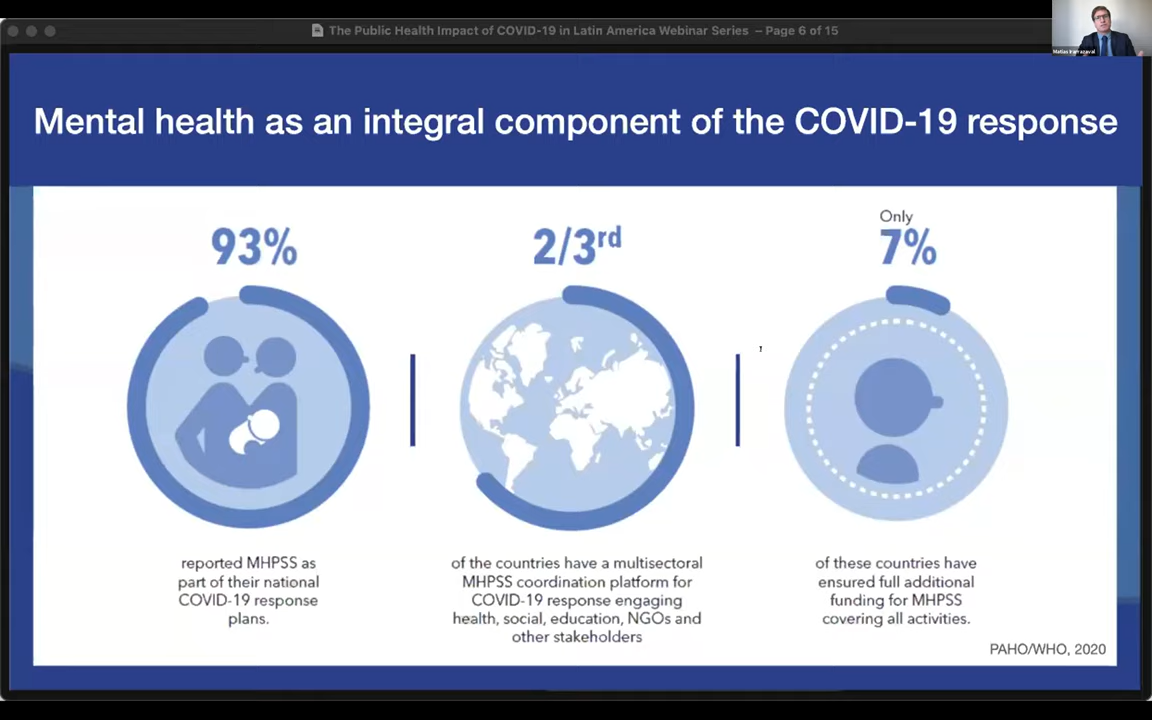 The Public Health Impact of COVID-19 in Latin America Webinar Series – Page 6 of 15
Mental health as an integral component of the COVID-19 response
93%
reported MHPSS as
part of their national
COVID-19 response
plans.
2/3rd
of the countries have a multisectoral
MHPSS coordination platform for
COVID-19 response engaging
health, social, education, NGOs and
other stakeholders
Only
7%
of these countries have
ensured full additional
funding for MHPSS
covering all activities.
PAHO/WHO, 2020